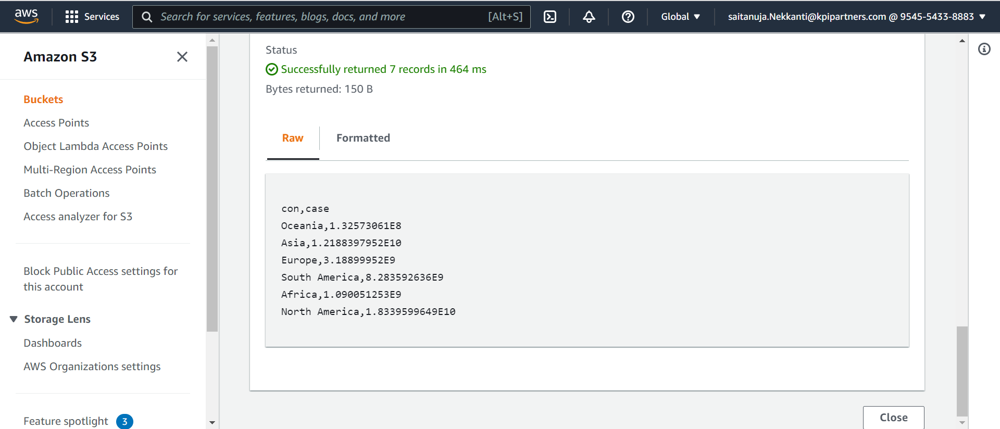 aws
Services
Search for services, features, blogs, docs, and more
[Alt+S]
Global
saitanuja.Nekkanti@kpipartners.com @ 9545-5433-8883
Amazon S3
Buckets
Access Points
Object Lambda Access Points
Multi-Region Access Points
Batch Operations
Access analyzer for S3
Block Public Access settings for
this account
Storage Lens
Dashboards
AWS Organizations settings
Feature spotlight 3
Status
Successfully returned 7 records in 464 ms
Bytes returned: 150 B
Raw
Formatted
con,case
Oceania,1.32573061E8
Asia,1.2188397952E10
Europe,3.18899952E9
South America,8.283592636E9
Africa,1.090051253E9
North America,1.8339599649E10
Close